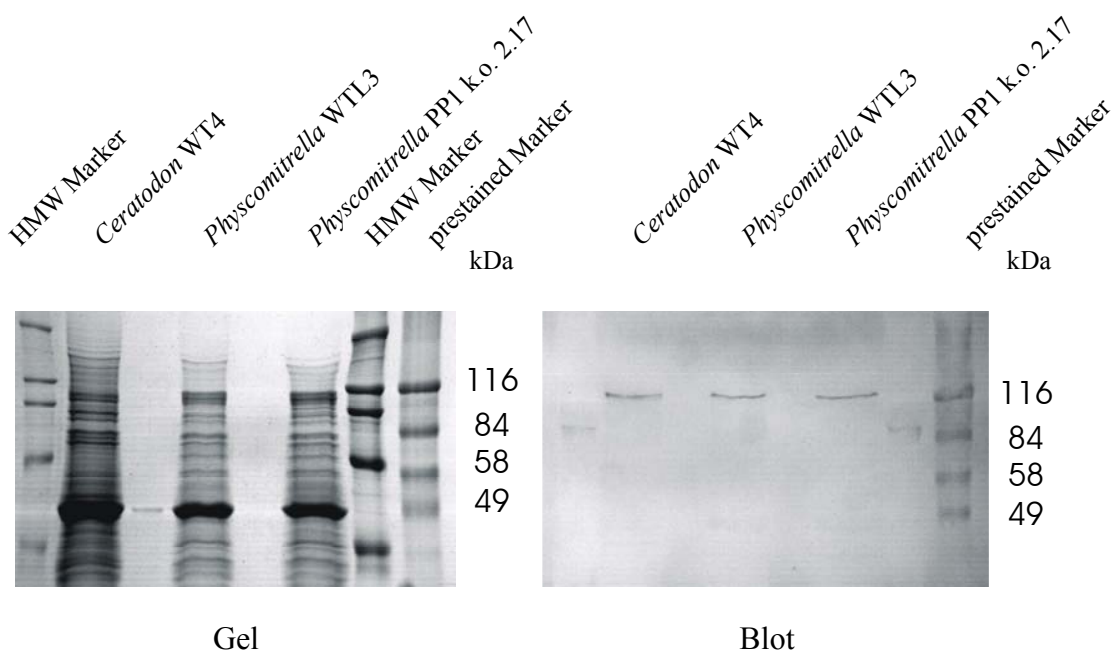 HMW Marker
Ceratodon WT4
Physcomitrella WTL3
Physcomitrella PP1 k.o. 2.17
HMW Marker
prestained Marker
kDa
116
84
58
49
Gel
Ceratodon WT4
Physcomitrella WTL3
Physcomitrella PP1 k.o. 2.17
prestained Marker
kDa
116
84
58
49
Blot